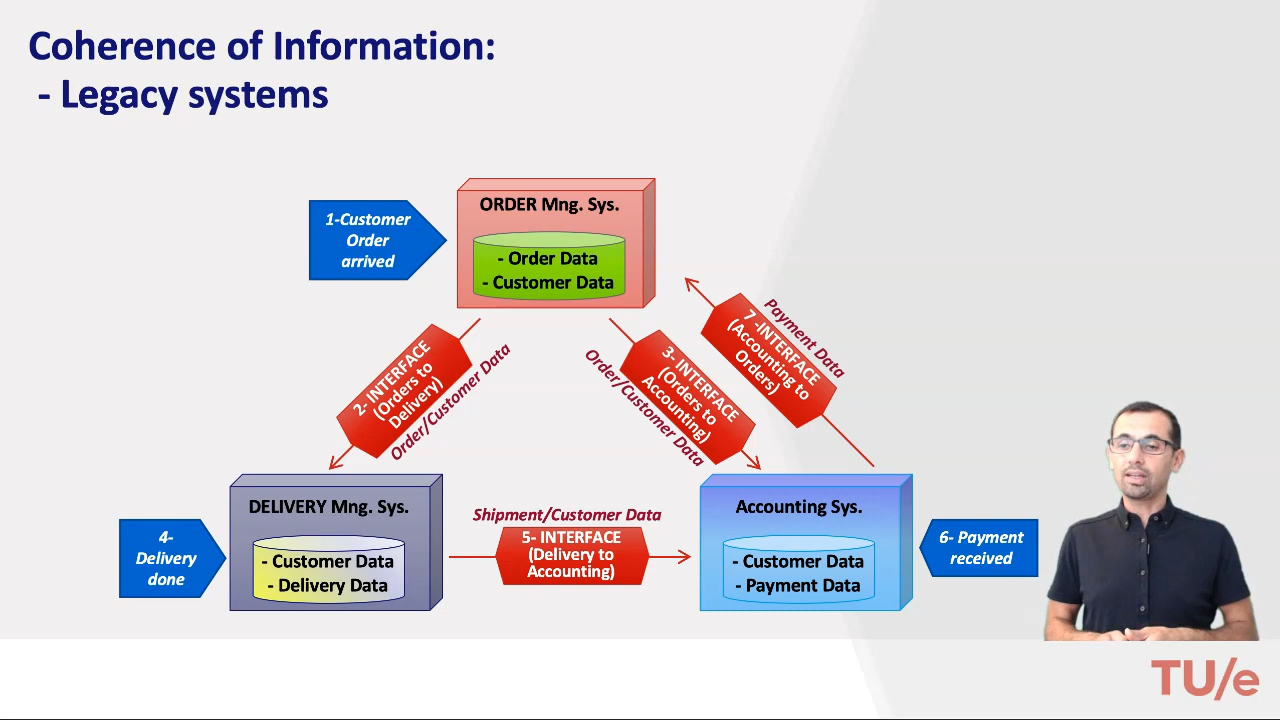 Coherence of Information:
- Legacy systems
ORDER Mng. Sys.
- Order Data
- Customer Data
1-Customer
Order
arrived
2- INTERFACE
(Orders to
Delivery)
Order/Customer Data
3- INTERFACE
(Orders to
Accounting)
Order/Customer Data
7 -INTERFACE
(Accounting to
Orders)
Payment Data
DELIVERY Mng. Sys.
- Customer Data
- Delivery Data
4-
Delivery
done
Shipment/Customer Data
5- INTERFACE
(Delivery to
Accounting)
Accounting Sys.
- Customer Data
- Payment Data
6- Payment
received
TU/e